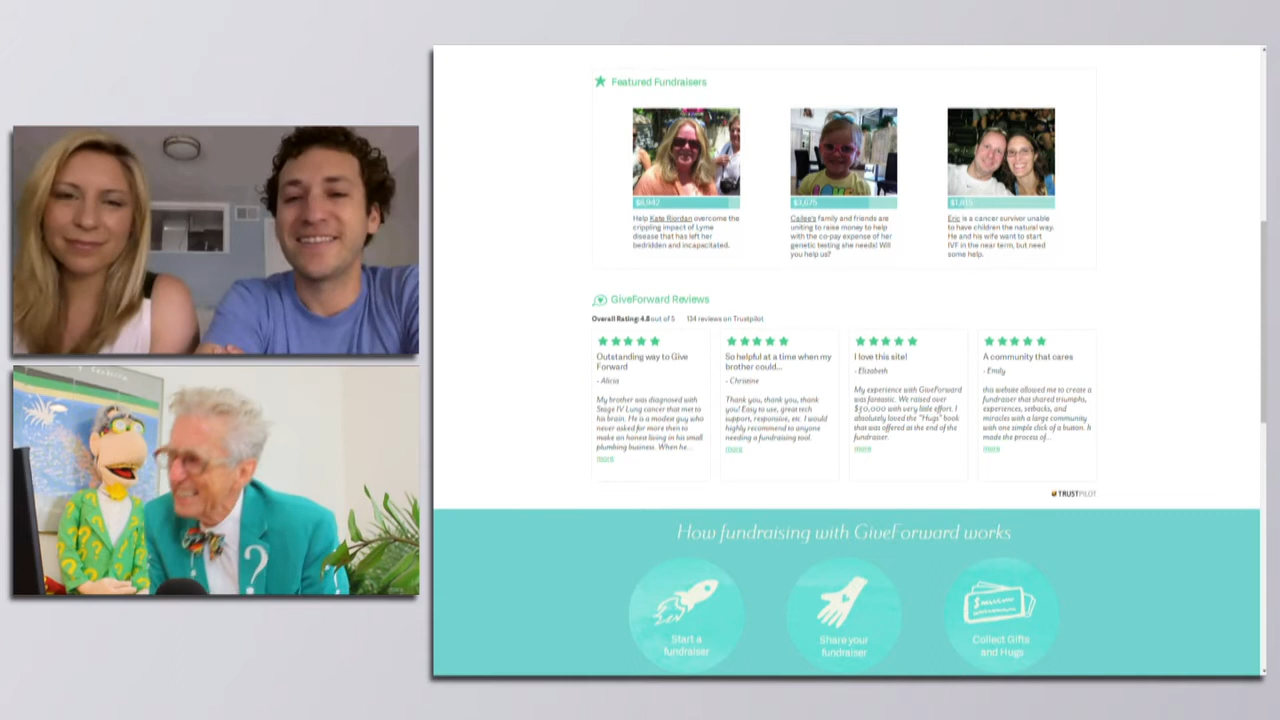 Featured Fundraisers
$8,942
$3,675
$1,815
Help Kate Riordan overcome the
crippling impact of Lyme
disease that has left her
bedridden and incapacitated.
Cailee's family and friends are
uniting to raise money to help
with the co-pay expense of her
genetic testing she needs! Will
you help us?
Eric is a cancer survivor unable
to have children the natural way.
He and his wife want to start
IVF in the near term, but need
some help.
GiveForward Reviews
Overall Rating: 4.8 out of 5 134 reviews on Trustpilot.
Outstanding way to Give
Forward
- Alicia
My brother was diagnosed with
Stage IV Lung cancer that met to
his brain. He is a modest guy who
never asked for more then to
make an honest living in his small
plumbing business. When he...
more
So helpful at a time when my
brother could...
- Christine
Thank you, thank you, thank
you! Easy to use, great tech
support, responsive, etc. I would
highly recommend to anyone
needing a fundraising tool.
more
I love this site!
- Elizabeth
My experience with GiveForward
was fantastic. We raised over
$30,000 with very little effort. I
absolutely loved the "Hugs" book
that was offered at the end of the
fundraiser.
more
A community that cares
- Emily
this website allowed me to create a
fundraiser that shared triumphs,
experiences, setbacks, and
miracles with a large community
with one simple click of a button. It
made the process of...
more
TRUSTPILOT
How fundraising with GiveForward works
Start a
fundraiser
Share your
fundraiser
Collect Gifts
and Hugs
?